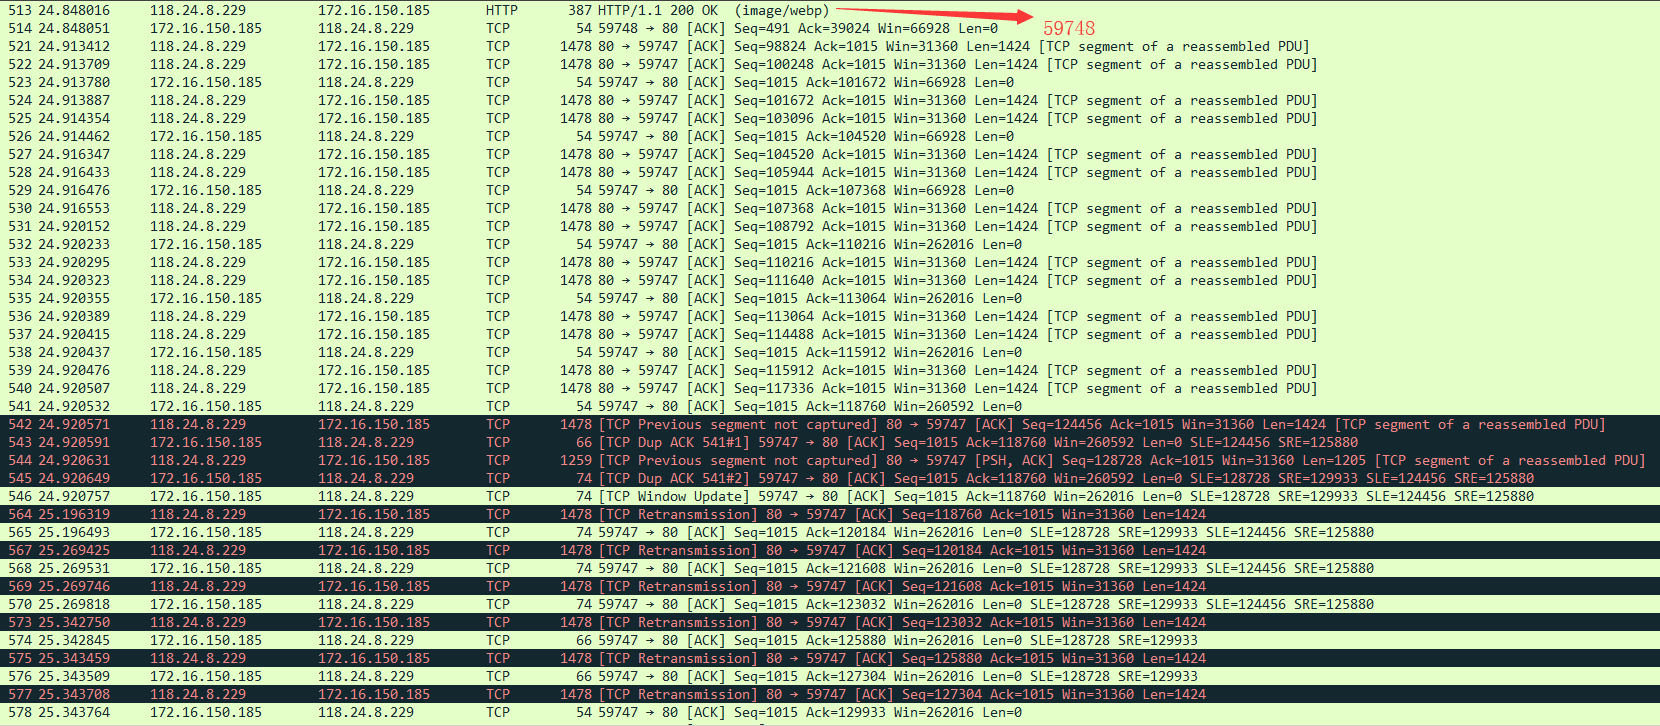 513 24.848016 118.24.8.229 172.16.150.185 HTTP 387 HTTP/1.1 200 OK (image/webp)
59748
514 24.848051 172.16.150.185 118.24.8.229 TCP 54 59748 → 80 [ACK] Seq=491 Ack=39024 Win=66928 Len=0
521 24.913412 118.24.8.229 172.16.150.185 TCP 1478 80 → 59747 [ACK] Seq=98824 Ack=1015 Win=31360 Len=1424 [TCP segment of a reassembled PDU]
522 24.913709 118.24.8.229 172.16.150.185 TCP 1478 80 → 59747 [ACK] Seq=100248 Ack=1015 Win=31360 Len=1424 [TCP segment of a reassembled PDU]
523 24.913780 172.16.150.185 118.24.8.229 TCP 54 59747 → 80 [ACK] Seq=1015 Ack=101672 Win=66928 Len=0
524 24.913887 118.24.8.229 172.16.150.185 TCP 1478 80 → 59747 [ACK] Seq=101672 Ack=1015 Win=31360 Len=1424 [TCP segment of a reassembled PDU]
525 24.914354 118.24.8.229 172.16.150.185 TCP 1478 80 → 59747 [ACK] Seq=103096 Ack=1015 Win=31360 Len=1424 [TCP segment of a reassembled PDU]
526 24.914462 172.16.150.185 118.24.8.229 TCP 54 59747 → 80 [ACK] Seq=1015 Ack=104520 Win=66928 Len=0
527 24.916347 118.24.8.229 172.16.150.185 TCP 1478 80 → 59747 [ACK] Seq=104520 Ack=1015 Win=31360 Len=1424 [TCP segment of a reassembled PDU]
528 24.916433 118.24.8.229 172.16.150.185 TCP 1478 80 → 59747 [ACK] Seq=105944 Ack=1015 Win=31360 Len=1424 [TCP segment of a reassembled PDU]
529 24.916476 172.16.150.185 118.24.8.229 TCP 54 59747 → 80 [ACK] Seq=1015 Ack=107368 Win=66928 Len=0
530 24.916553 118.24.8.229 172.16.150.185 TCP 1478 80 → 59747 [ACK] Seq=107368 Ack=1015 Win=31360 Len=1424 [TCP segment of a reassembled PDU]
531 24.920152 118.24.8.229 172.16.150.185 TCP 1478 80 → 59747 [ACK] Seq=108792 Ack=1015 Win=31360 Len=1424 [TCP segment of a reassembled PDU]
532 24.920233 172.16.150.185 118.24.8.229 TCP 54 59747 → 80 [ACK] Seq=1015 Ack=110216 Win=262016 Len=0
533 24.920295 118.24.8.229 172.16.150.185 TCP 1478 80 → 59747 [ACK] Seq=110216 Ack=1015 Win=31360 Len=1424 [TCP segment of a reassembled PDU]
534 24.920323 118.24.8.229 172.16.150.185 TCP 1478 80 → 59747 [ACK] Seq=111640 Ack=1015 Win=31360 Len=1424 [TCP segment of a reassembled PDU]
535 24.920355 172.16.150.185 118.24.8.229 TCP 54 59747 → 80 [ACK] Seq=1015 Ack=113064 Win=262016 Len=0
536 24.920389 118.24.8.229 172.16.150.185 TCP 1478 80 → 59747 [ACK] Seq=113064 Ack=1015 Win=31360 Len=1424 [TCP segment of a reassembled PDU]
537 24.920415 118.24.8.229 172.16.150.185 TCP 1478 80 → 59747 [ACK] Seq=114488 Ack=1015 Win=31360 Len=1424 [TCP segment of a reassembled PDU]
538 24.920437 172.16.150.185 118.24.8.229 TCP 54 59747 → 80 [ACK] Seq=1015 Ack=115912 Win=262016 Len=0
539 24.920476 118.24.8.229 172.16.150.185 TCP 1478 80 → 59747 [ACK] Seq=115912 Ack=1015 Win=31360 Len=1424 [TCP segment of a reassembled PDU]
540 24.920507 118.24.8.229 172.16.150.185 TCP 1478 80 → 59747 [ACK] Seq=117336 Ack=1015 Win=31360 Len=1424 [TCP segment of a reassembled PDU]
541 24.920532 172.16.150.185 118.24.8.229 TCP 54 59747 → 80 [ACK] Seq=1015 Ack=118760 Win=260592 Len=0
542 24.920571 118.24.8.229 172.16.150.185 TCP 1478 [TCP Previous segment not captured] 80 → 59747 [ACK] Seq=124456 Ack=1015 Win=31360 Len=1424 [TCP segment of a reassembled PDU]
543 24.920591 172.16.150.185 118.24.8.229 TCP 66 [TCP Dup ACK 541#1] 59747 → 80 [ACK] Seq=1015 Ack=118760 Win=260592 Len=0 SLE=124456 SRE=125880
544 24.920631 118.24.8.229 172.16.150.185 TCP 1259 [TCP Previous segment not captured] 80 → 59747 [PSH, ACK] Seq=128728 Ack=1015 Win=31360 Len=1205 [TCP segment of a reassembled PDU]
545 24.920649 172.16.150.185 118.24.8.229 TCP 74 [TCP Dup ACK 541#2] 59747 → 80 [ACK] Seq=1015 Ack=118760 Win=260592 Len=0 SLE=128728 SRE=129933 SLE=124456 SRE=125880
546 24.920757 172.16.150.185 118.24.8.229 TCP 74 [TCP Window Update] 59747 → 80 [ACK] Seq=1015 Ack=118760 Win=262016 Len=0 SLE=128728 SRE=129933 SLE=124456 SRE=125880
564 25.196319 118.24.8.229 172.16.150.185 TCP 1478 [TCP Retransmission] 80 → 59747 [ACK] Seq=118760 Ack=1015 Win=31360 Len=1424
565 25.196493 172.16.150.185 118.24.8.229 TCP 74 59747 → 80 [ACK] Seq=1015 Ack=120184 Win=262016 Len=0 SLE=128728 SRE=129933 SLE=124456 SRE=125880
567 25.269425 118.24.8.229 172.16.150.185 TCP 1478 [TCP Retransmission] 80 → 59747 [ACK] Seq=120184 Ack=1015 Win=31360 Len=1424
568 25.269531 172.16.150.185 118.24.8.229 TCP 74 59747 → 80 [ACK] Seq=1015 Ack=121608 Win=262016 Len=0 SLE=128728 SRE=129933 SLE=124456 SRE=125880
569 25.269746 118.24.8.229 172.16.150.185 TCP 1478 [TCP Retransmission] 80 → 59747 [ACK] Seq=121608 Ack=1015 Win=31360 Len=1424
570 25.269818 172.16.150.185 118.24.8.229 TCP 74 59747 → 80 [ACK] Seq=1015 Ack=123032 Win=262016 Len=0 SLE=128728 SRE=129933 SLE=124456 SRE=125880
573 25.342750 118.24.8.229 172.16.150.185 TCP 1478 [TCP Retransmission] 80 → 59747 [ACK] Seq=123032 Ack=1015 Win=31360 Len=1424
574 25.342845 172.16.150.185 118.24.8.229 TCP 66 59747 → 80 [ACK] Seq=1015 Ack=125880 Win=262016 Len=0 SLE=128728 SRE=129933
575 25.343459 118.24.8.229 172.16.150.185 TCP 1478 [TCP Retransmission] 80 → 59747 [ACK] Seq=125880 Ack=1015 Win=31360 Len=1424
576 25.343509 172.16.150.185 118.24.8.229 TCP 66 59747 → 80 [ACK] Seq=1015 Ack=127304 Win=262016 Len=0 SLE=128728 SRE=129933
577 25.343708 118.24.8.229 172.16.150.185 TCP 1478 [TCP Retransmission] 80 → 59747 [ACK] Seq=127304 Ack=1015 Win=31360 Len=1424
578 25.343764 172.16.150.185 118.24.8.229 TCP 54 59747 → 80 [ACK] Seq=1015 Ack=129933 Win=262016 Len=0